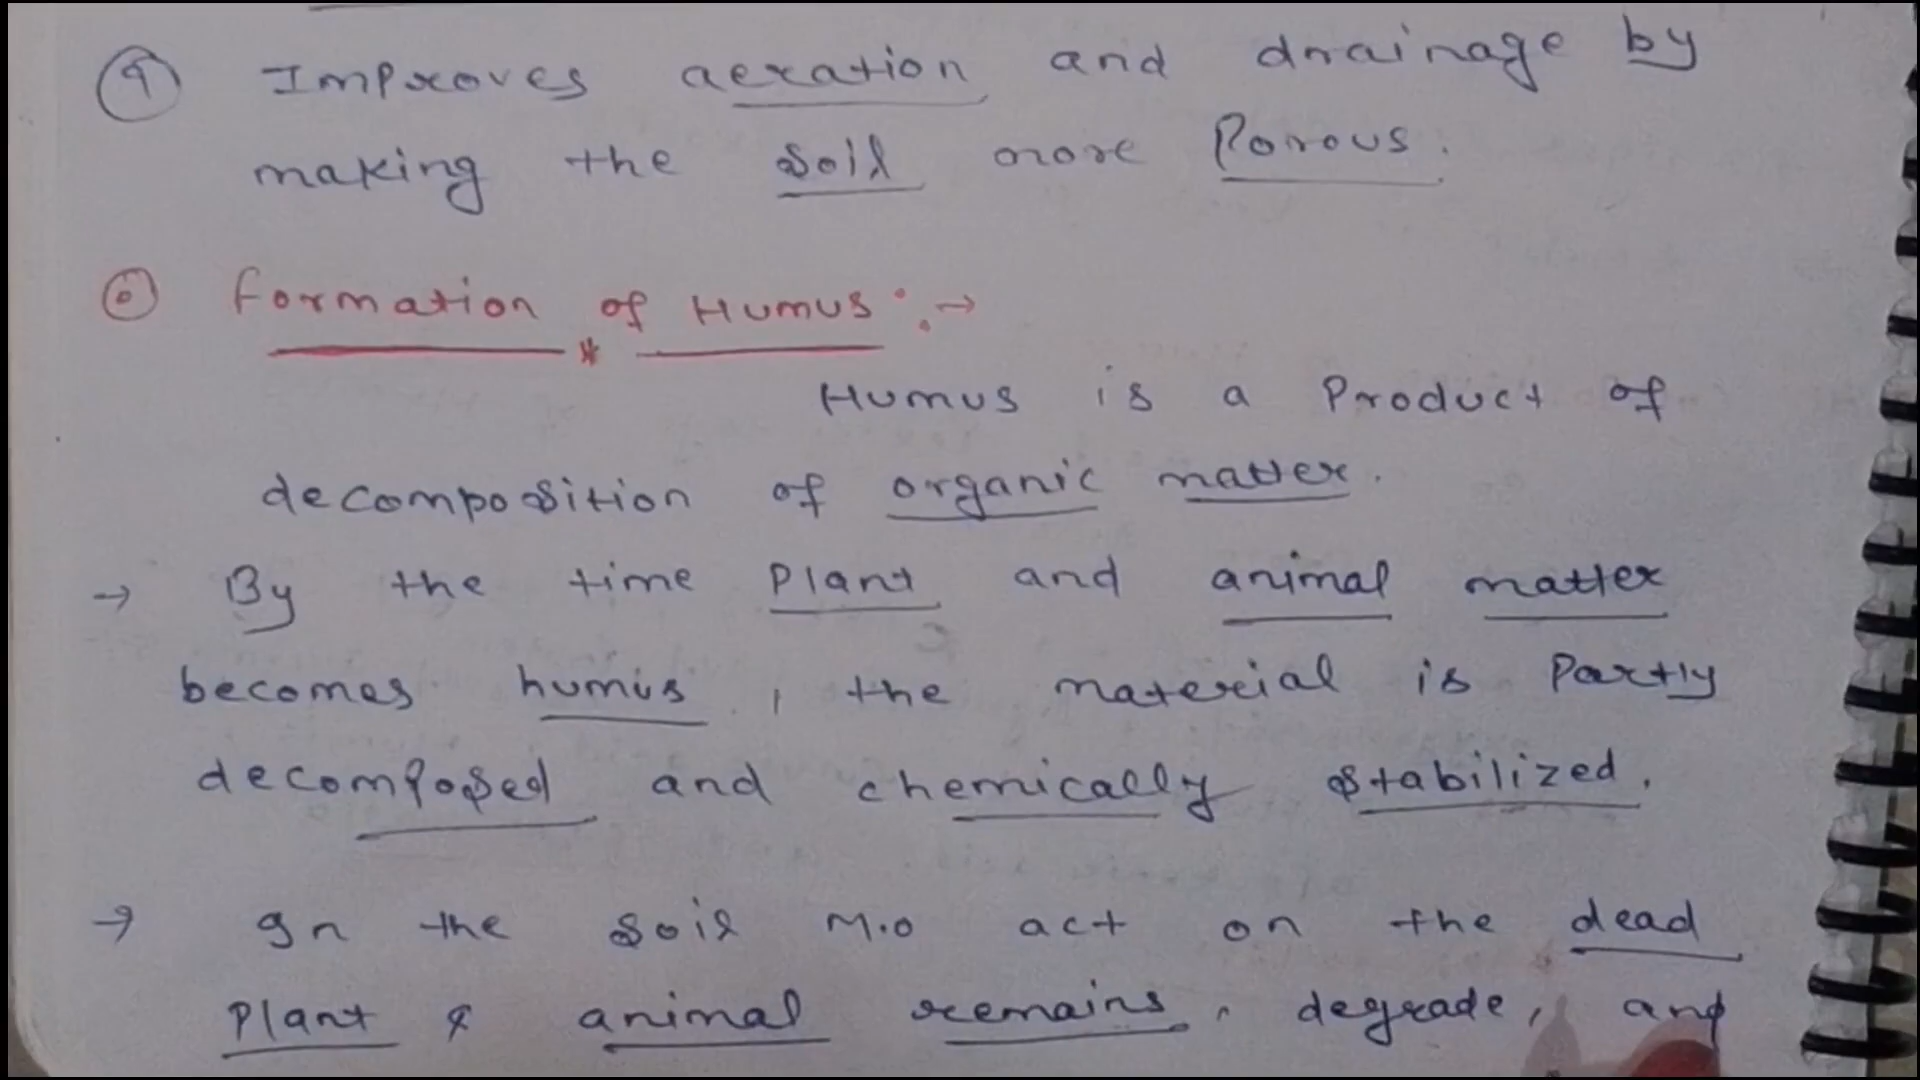 9 Improves aeration and drainage by
making the soil more Porous.
Formation of Humus :→
Humus is a Product of
decomposition of organic matter.
→ By the time Plant and animal matter
becomes humus, the material is Partly
decomposed and chemically stabilized.
→ In the soil M.O act on the dead
Plant & animal remains, degrade, and